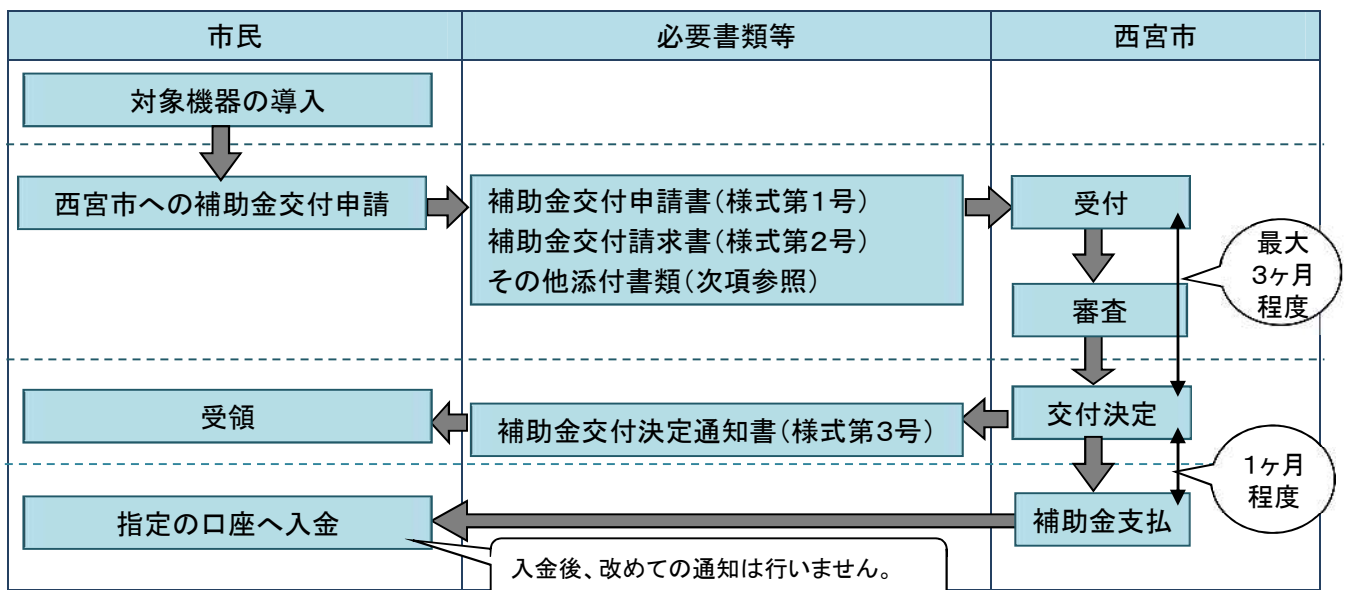 市民
必要書類等
西宮市
対象機器の導入
西宮市への補助金交付申請
補助金交付申請書(様式第1号)
補助金交付請求書(様式第2号)
その他添付書類(次項参照)
受付
最大
3ヶ月
程度
審査
受領
補助金交付決定通知書(様式第3号)
交付決定
1ヶ月
程度
指定の口座へ入金
補助金支払
入金後、改めての通知は行いません。